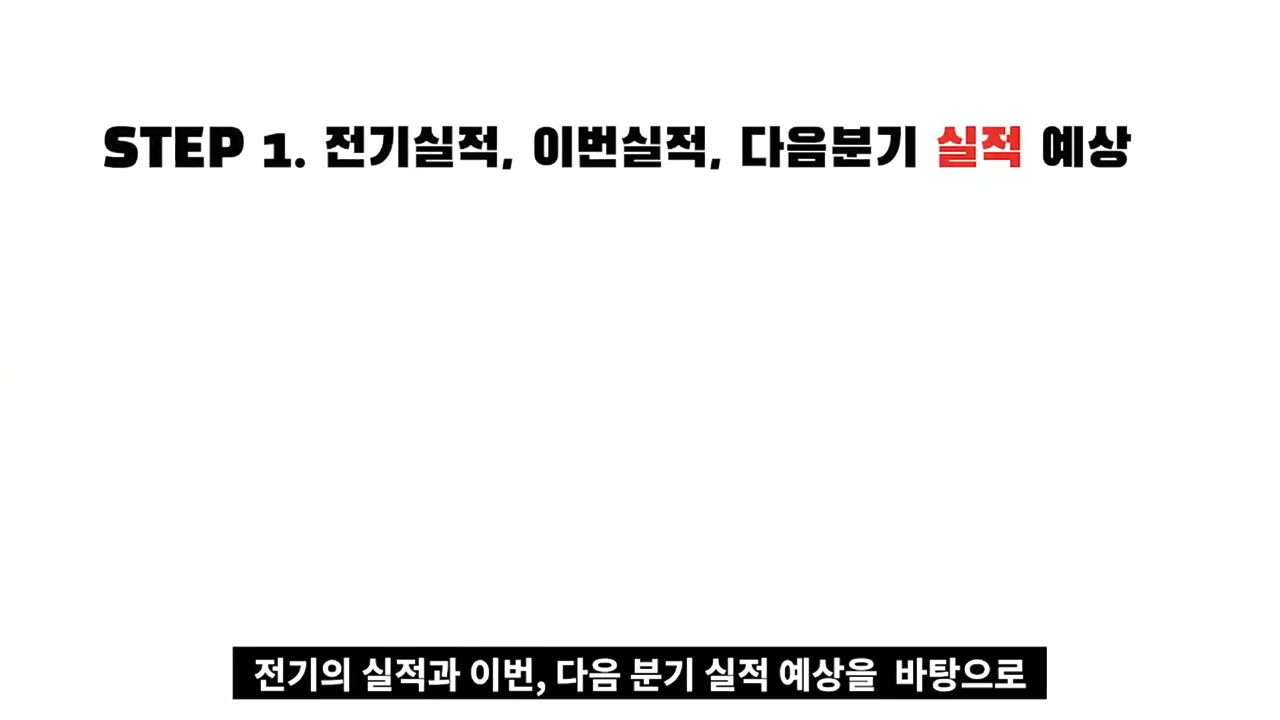 STEP 1. 전기실적, 이번실적, 다음분기 실적 예상
전기의 실적과 이번, 다음 분기 실적 예상을 바탕으로